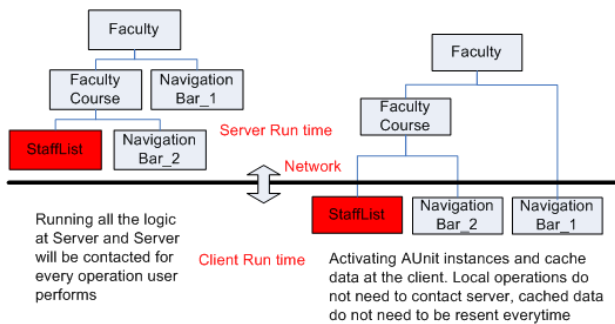 Faculty
Faculty
Course
Navigation
Bar_1
StaffList
Navigation
Bar_2
Server Run time
Network
Faculty
Faculty
Course
StaffList
Navigation
Bar_2
Navigation
Bar_1
Running all the logic
at Server and Server
will be contacted for
every operation user
performs
Client Run time
Activating AUnit instances and cache
data at the client. Local operations do
not need to contact server, cached data
do not need to be resent everytime